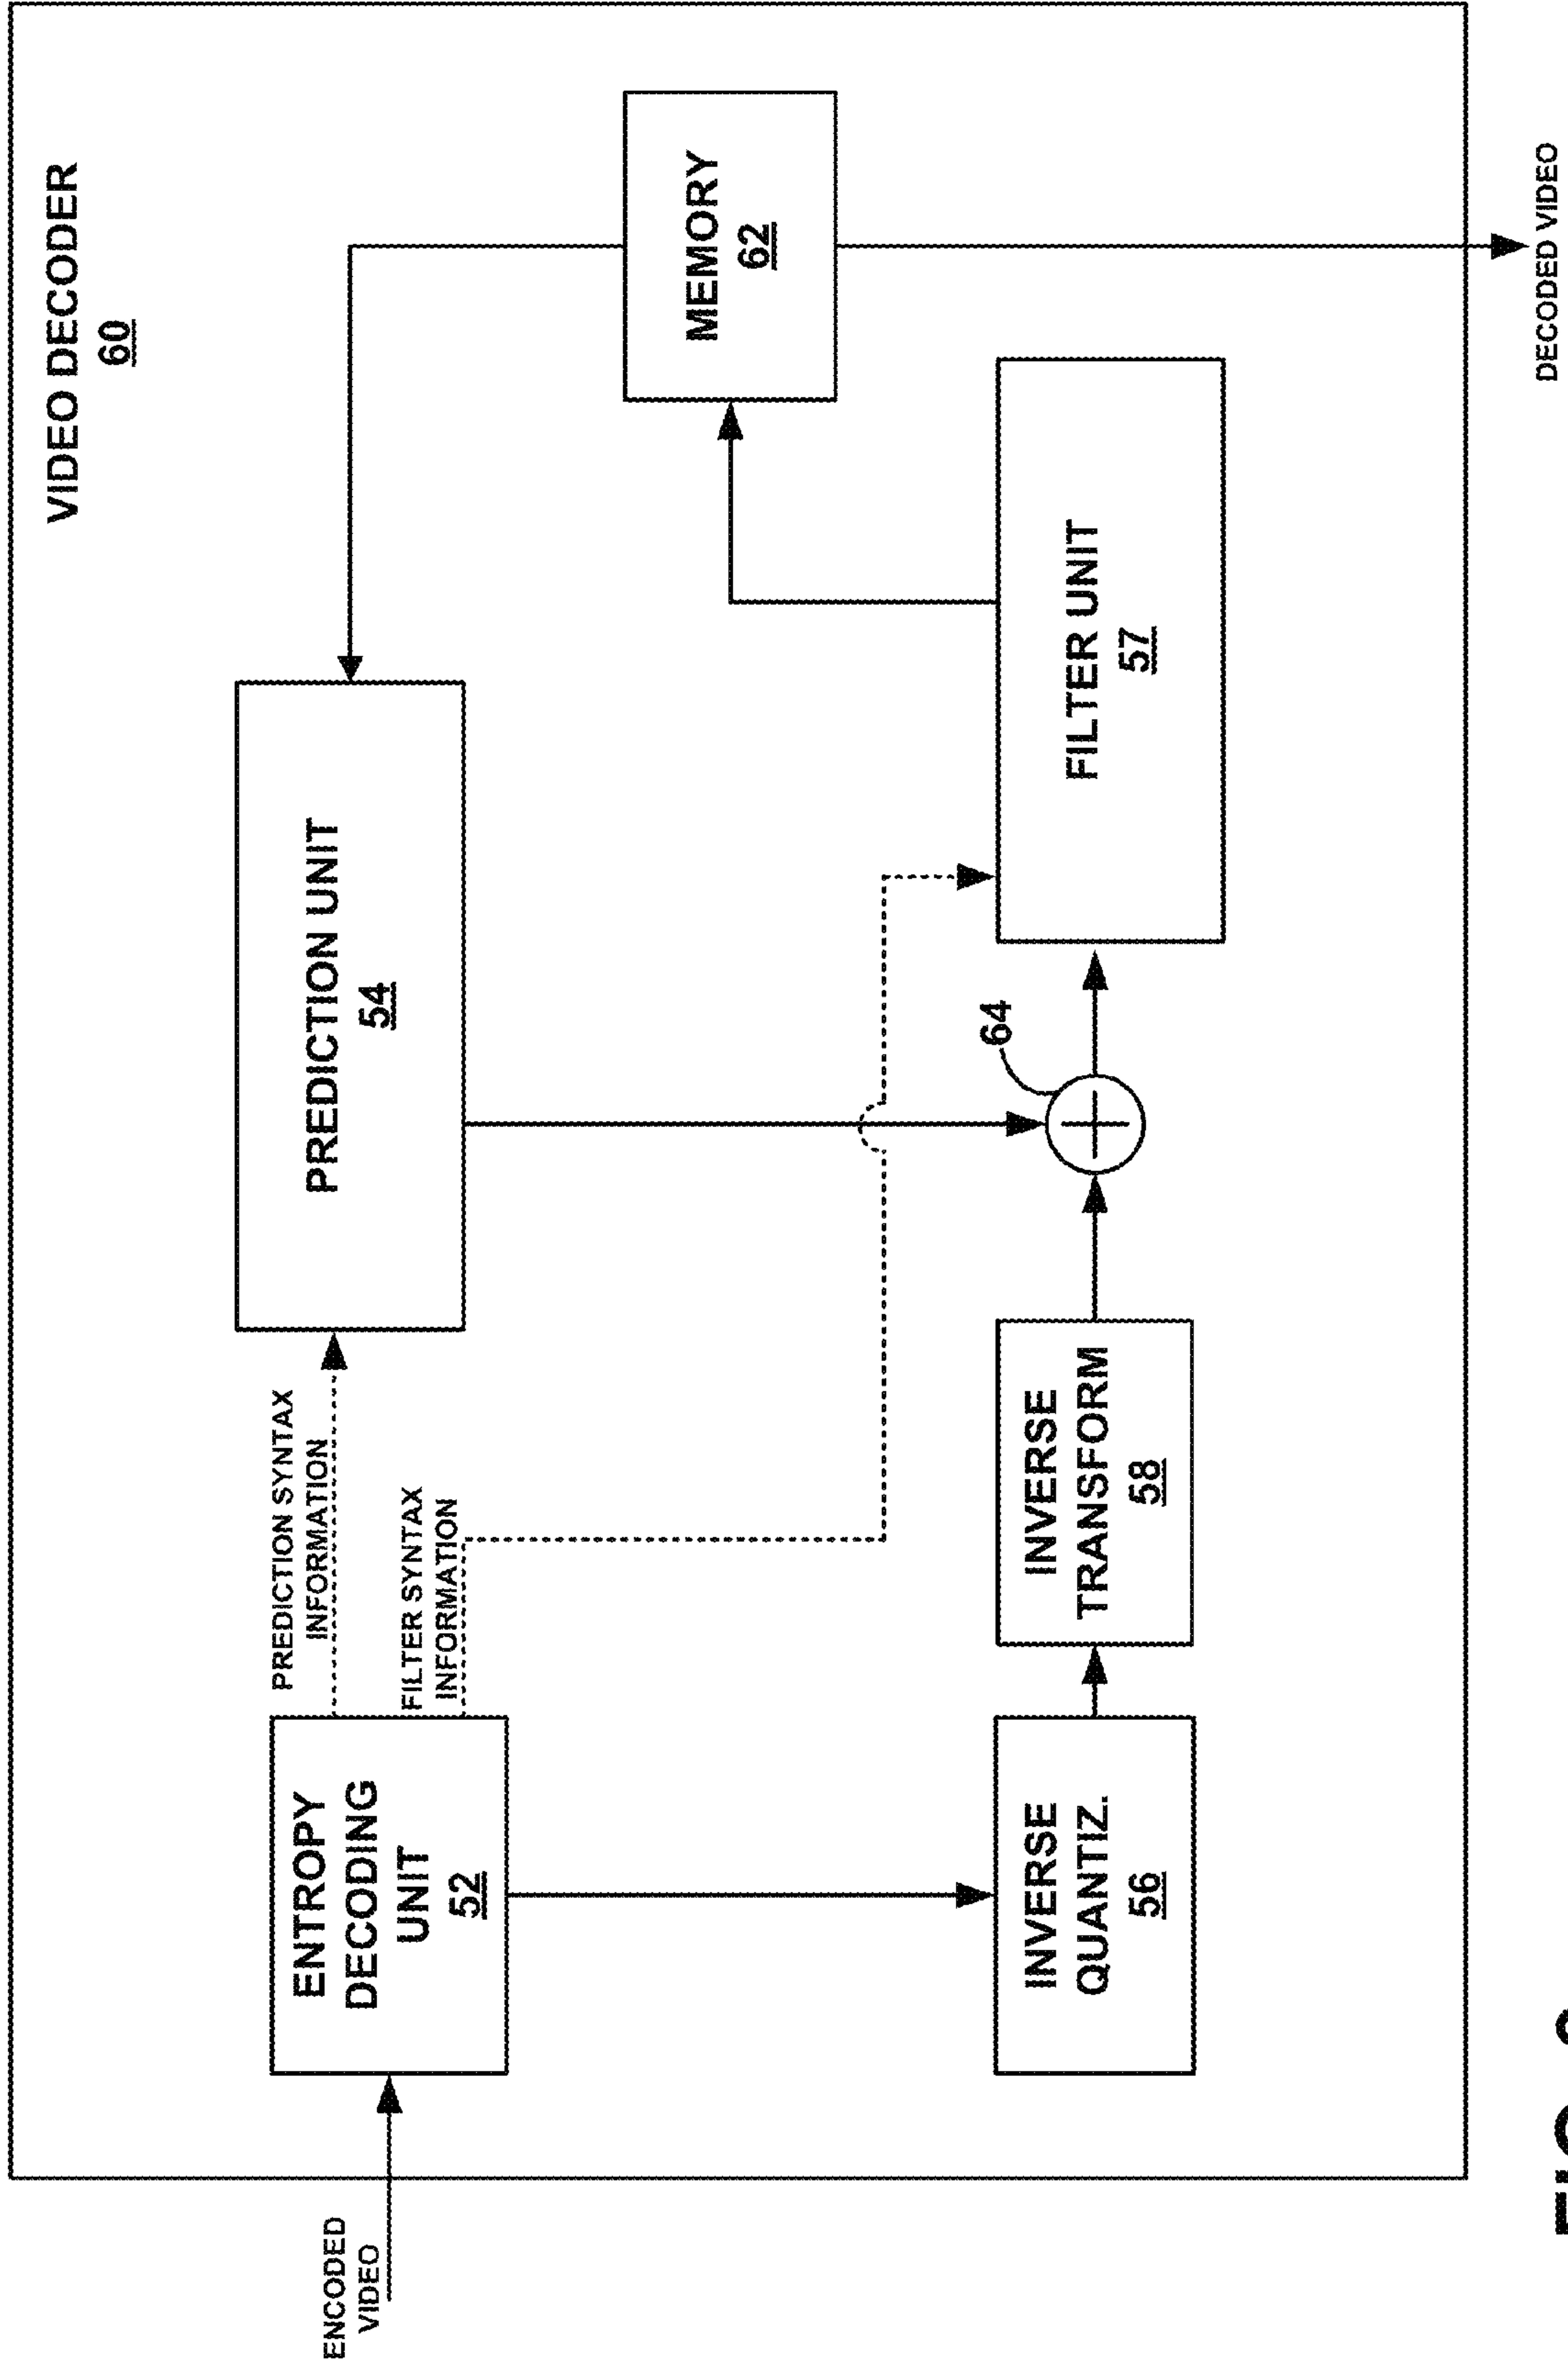 VIDEO DECODER
60
ENCODED
VIDEO
ENTROPY
DECODING
UNIT
52
PREDICTION SYNTAX
INFORMATION
FILTER SYNTAX
INFORMATION
PREDICTION UNIT
54
MEMORY
62
INVERSE
QUANTIZ.
56
INVERSE
TRANSFORM
58
64
FILTER UNIT
57
DECODED VIDEO